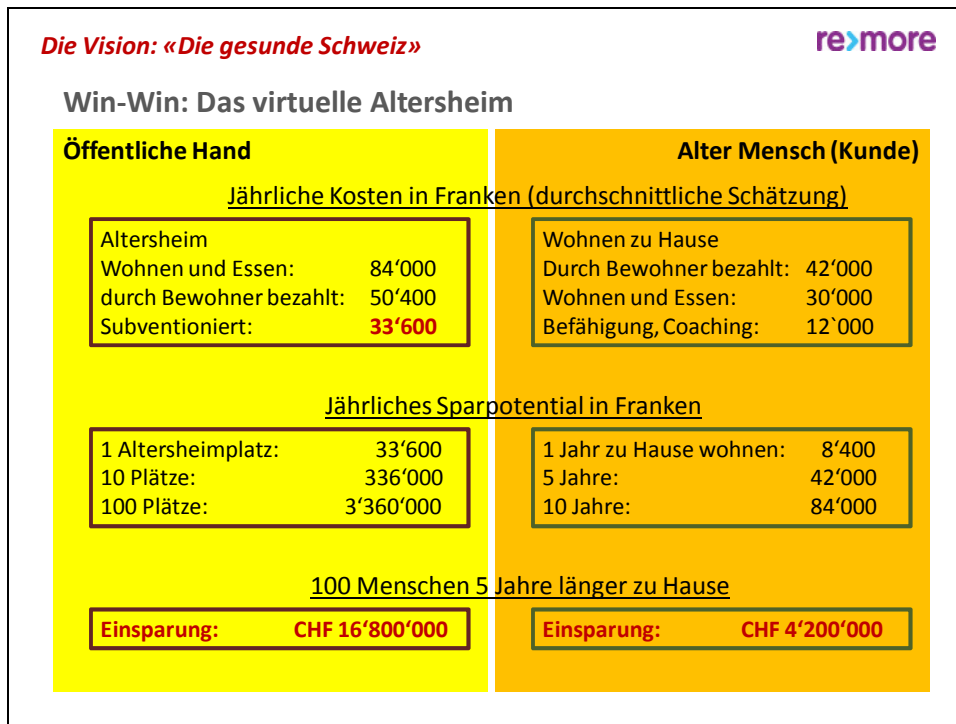 Die Vision: «Die gesunde Schweiz»
re>more
Win-Win: Das virtuelle Altersheim
Öffentliche Hand
Alter Mensch (Kunde)
Jährliche Kosten in Franken (durchschnittliche Schätzung)
Altersheim
Wohnen und Essen: 84‘000
durch Bewohner bezahlt: 50‘400
Subventioniert: 33‘600
Wohnen zu Hause
Durch Bewohner bezahlt: 42‘000
Wohnen und Essen: 30‘000
Befähigung, Coaching: 12`000
Jährliches Sparpotential in Franken
1 Altersheimplatz: 33‘600
10 Plätze: 336‘000
100 Plätze: 3‘360‘000
1 Jahr zu Hause wohnen: 8‘400
5 Jahre: 42‘000
10 Jahre: 84‘000
100 Menschen 5 Jahre länger zu Hause
Einsparung: CHF 16‘800‘000
Einsparung: CHF 4‘200‘000